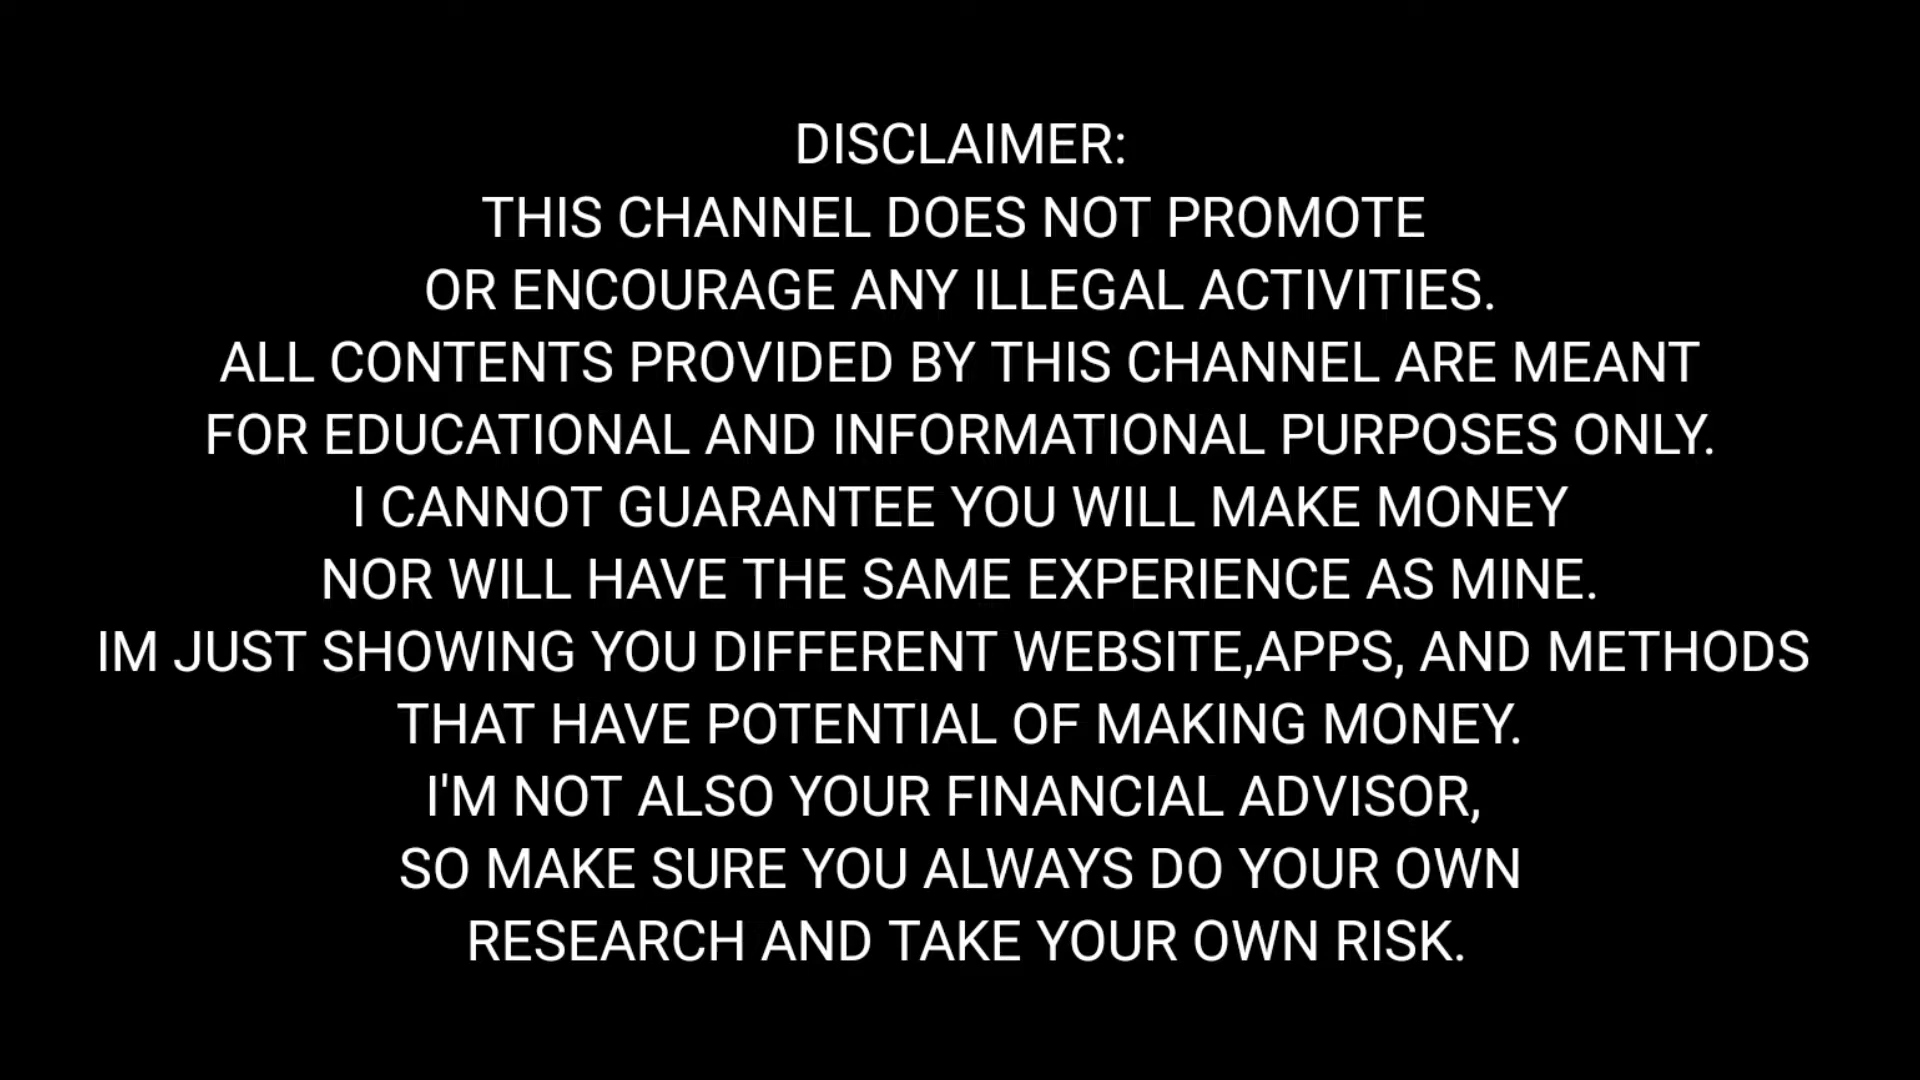 DISCLAIMER:
THIS CHANNEL DOES NOT PROMOTE
OR ENCOURAGE ANY ILLEGAL ACTIVITIES.
ALL CONTENTS PROVIDED BY THIS CHANNEL ARE MEANT
FOR EDUCATIONAL AND INFORMATIONAL PURPOSES ONLY.
I CANNOT GUARANTEE YOU WILL MAKE MONEY
NOR WILL HAVE THE SAME EXPERIENCE AS MINE.
IM JUST SHOWING YOU DIFFERENT WEBSITE,APPS, AND METHODS
THAT HAVE POTENTIAL OF MAKING MONEY.
I'M NOT ALSO YOUR FINANCIAL ADVISOR,
SO MAKE SURE YOU ALWAYS DO YOUR OWN
RESEARCH AND TAKE YOUR OWN RISK.